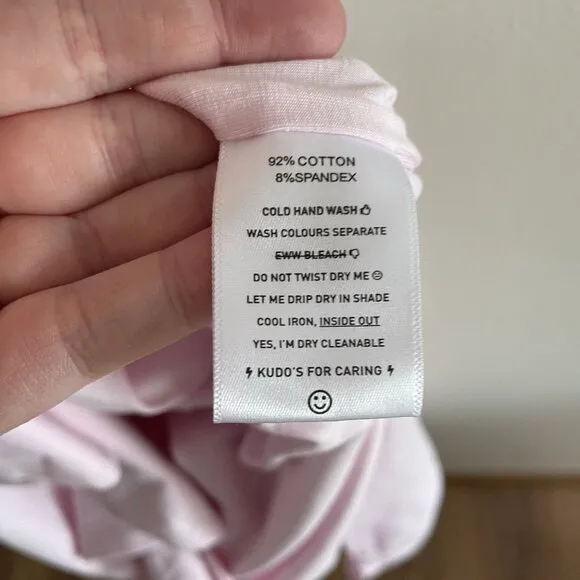 92% COTTON
8%SPANDEX
COLD HAND WASH
WASH COLOURS SEPARATE
EWW BLEACH
DO NOT TWIST DRY ME
LET ME DRIP DRY IN SHADE
COOL IRON, INSIDE OUT
YES, I'M DRY CLEANABLE
KUDO'S FOR CARING